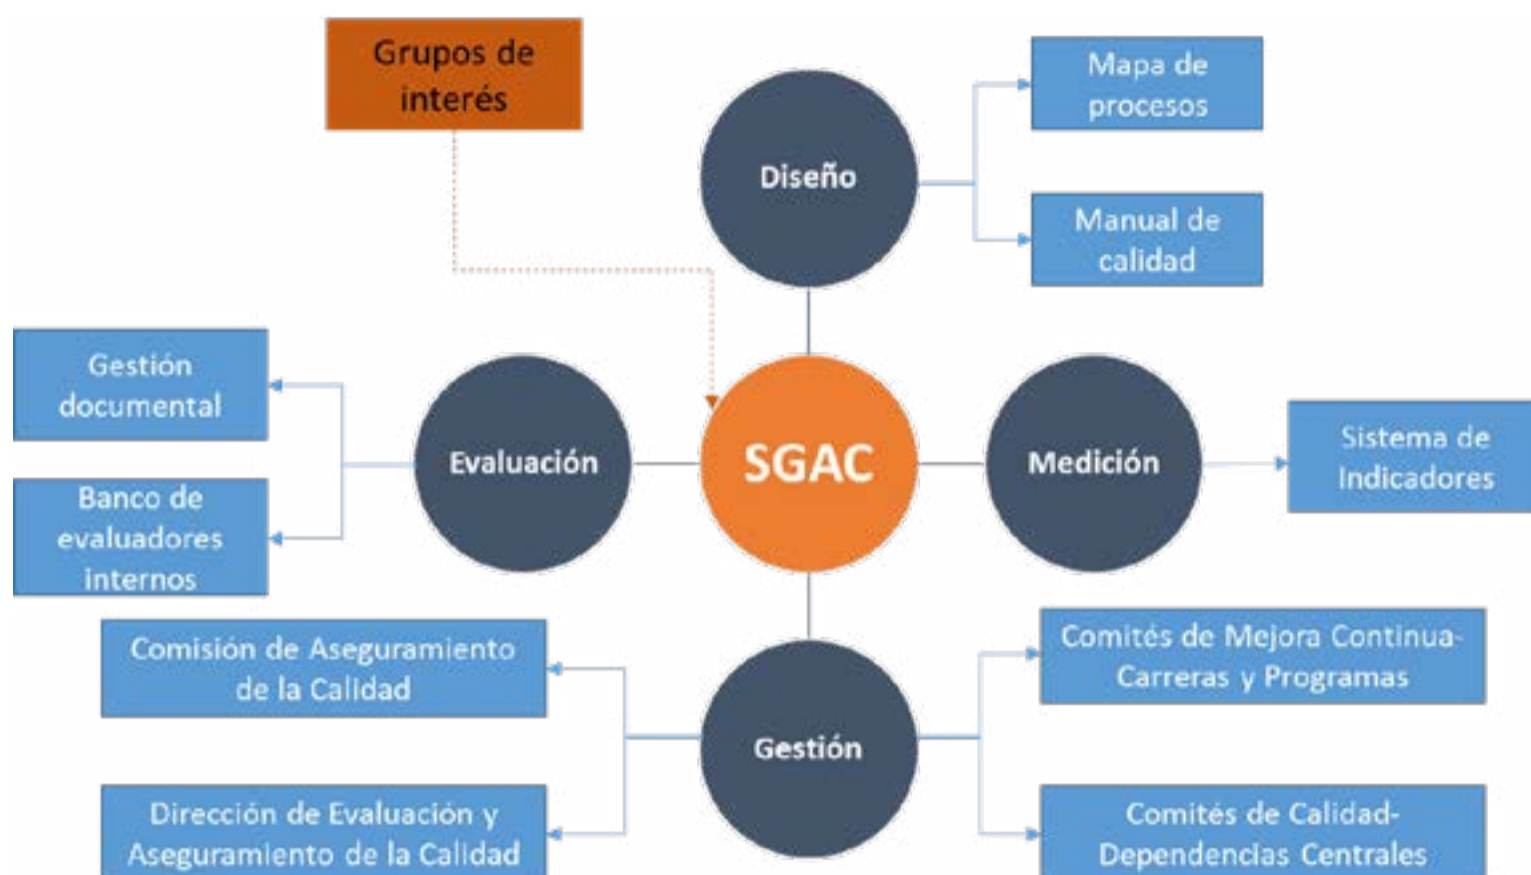 Grupos de
interés
Diseño
Mapa de
procesos
Manual de
calidad
Gestión
documental
Banco de
evaluadores
internos
Evaluación
SGAC
Medición
Sistema de
Indicadores
Comisión de Aseguramiento
de la Calidad
Dirección de Evaluación y
Aseguramiento de la Calidad
Gestión
Comités de Mejora Continua-
Carreras y Programas
Comités de Calidad-
Dependencias Centrales